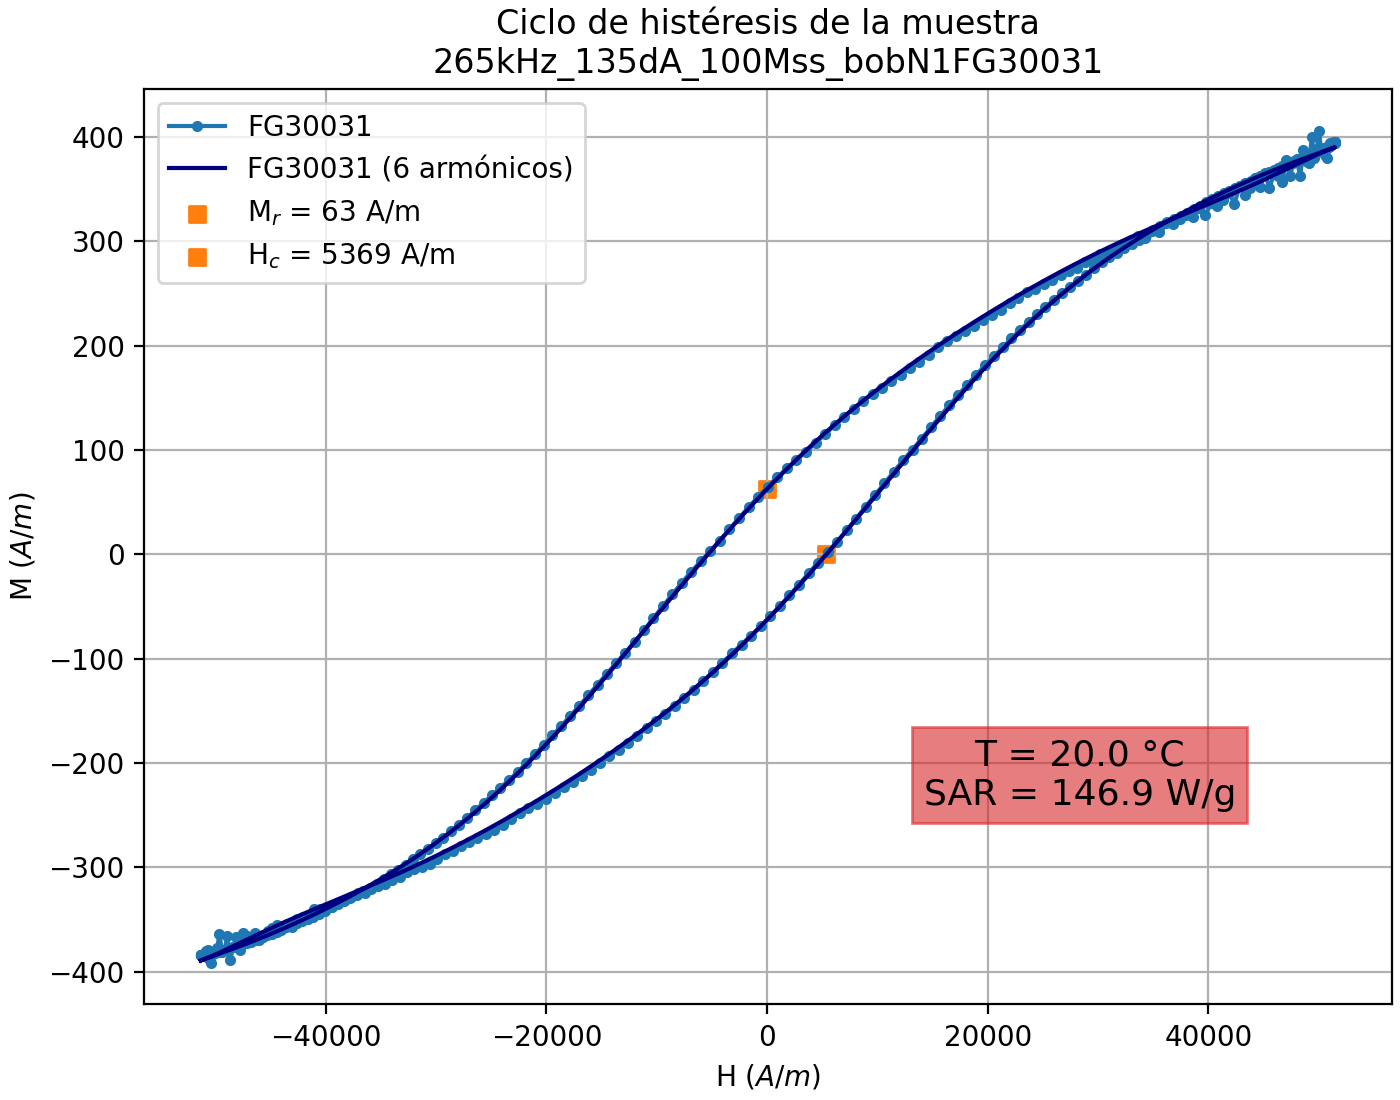 Ciclo de histéresis de la muestra
265kHz_135dA_100Mss_bobN1FG30031
FG30031
FG30031 (6 armónicos)
Mᵣ = 63 A/m
H_c = 5369 A/m
400
300
200
100
0
−100
−200
−300
−400
M (A/m)
T = 20.0 °C
SAR = 146.9 W/g
−40000 −20000 0 20000 40000
H (A/m)